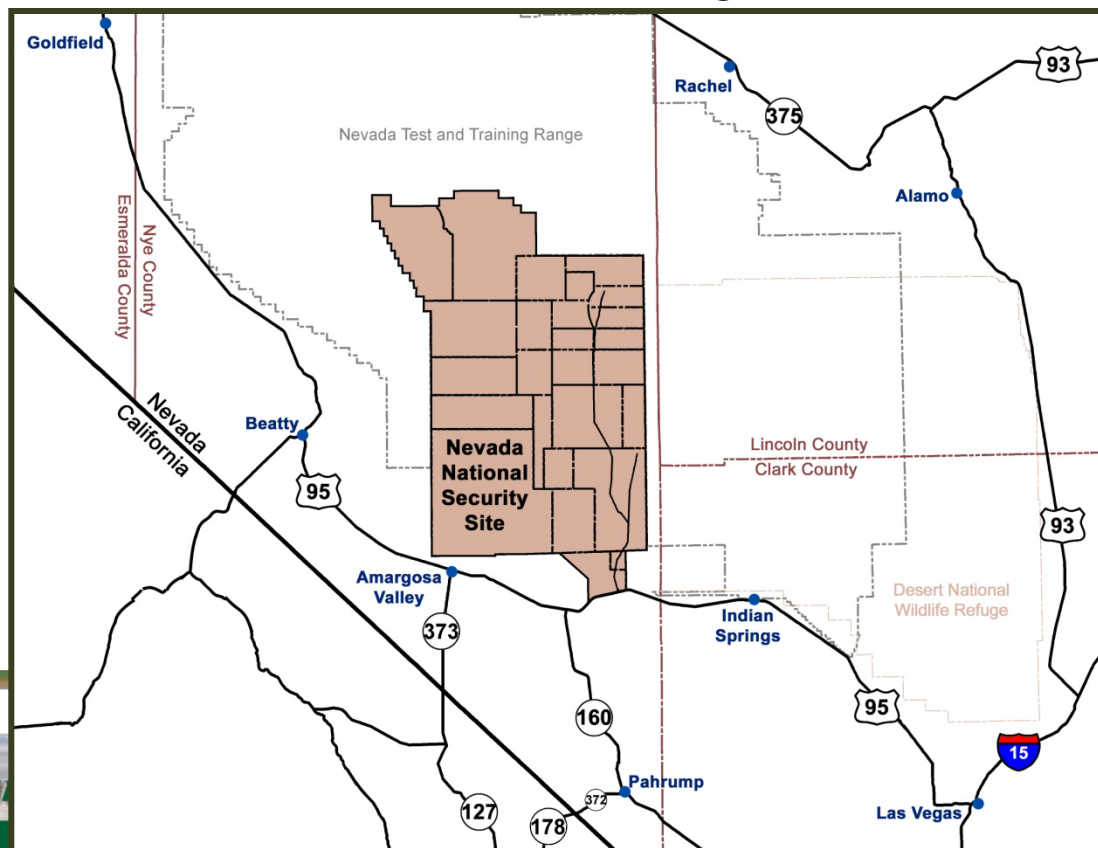 Goldfield
93
Rachel
375
Nevada Test and Training Range
Alamo
Nye County
Esmeralda County
Nevada
California
Beatty
Lincoln County
Clark County
Nevada
National
Security
Site
95
93
Amargosa
Valley
Desert National
Wildlife Refuge
Indian
Springs
373
160
95
15
Pahrump
372
Las Vegas
127
178